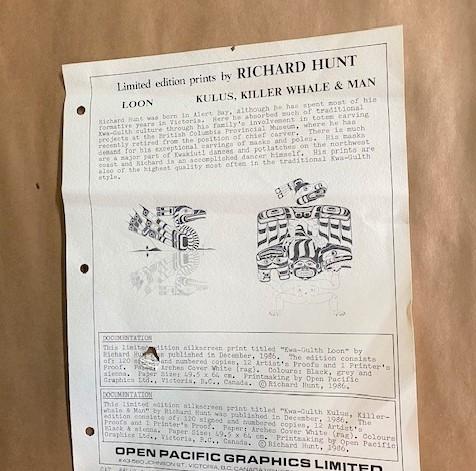 Limited edition prints by RICHARD HUNT
LOON KULUS, KILLER WHALE & MAN
Richard Hunt was born in Alert Bay, although he has spent most of his
formative years in Victoria. Here he absorbed much of traditional
Kwa-Gulth culture through his family's involvement in totem carving
projects at the British Columbia Provincial Museum, where he has
recently retired from the position of chief carver. There is much
demand for his exceptional carvings of masks and poles. His masks
are a major part of Kwakiutl dances and potlatches on the northwest
coast and Richard is an accomplished dancer himself. His prints are
also of the highest quality most often in the traditional Kwa-Gulth
style.
DOCUMENTATION
This limited edition silkscreen print titled "Kwa-Gulth Loon" by
Richard Hunt was published in December, 1986. The edition consists
of: 120 signed and numbered copies, 12 Artist's Proofs and 1 Printer's
Proof. Paper: Arches Cover White (rag). Colours: Black, grey and
sienna. Paper Size: 49.5 x 64 cm. Printmaking by Open Pacific
Graphics Ltd., Victoria, B.C., Canada. © Richard Hunt, 1986.
DOCUMENTATION
This limited edition silkscreen print titled "Kwa-Gulth Kulus, Killer-
whale & Man" by Richard Hunt was published in December, 1986. The
edition consists of: 120 signed and numbered copies, 12 Artist's
Proofs and 1 Printer's Proof. Paper: Arches Cover White (rag). Colours
Black & sienna. Paper Size: 49.5 x 64 cm. Printmaking by Open Pacific
Graphics Ltd., Victoria, B.C., Canada. © Richard Hunt, 1986.
OPEN PACIFIC GRAPHICS LIMITED
#43-560 JOHNSON ST., VICTORIA, B.C. CANADA